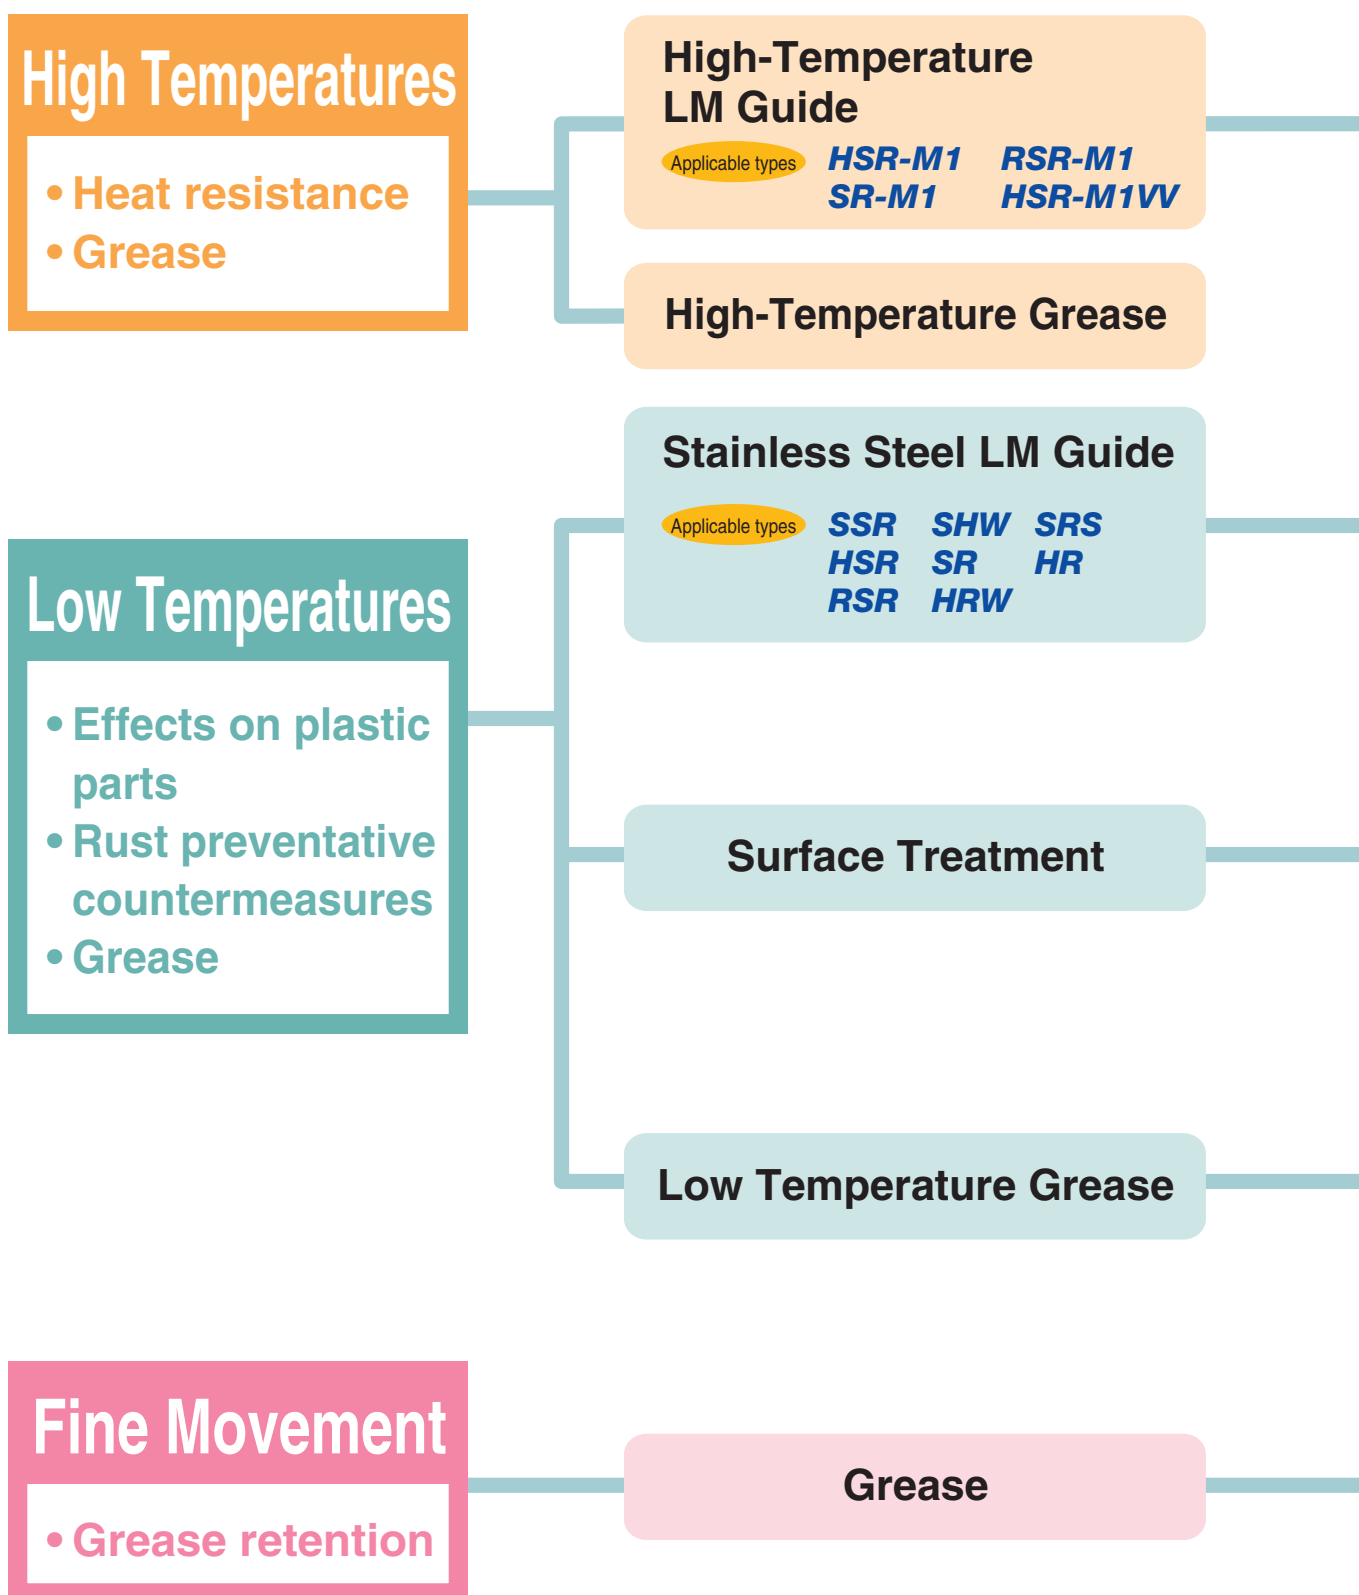 High Temperatures
• Heat resistance
• Grease
High-Temperature
LM Guide
Applicable types HSR-M1 RSR-M1
SR-M1 HSR-M1VV
High-Temperature Grease
Low Temperatures
• Effects on plastic
parts
• Rust preventative
countermeasures
• Grease
Stainless Steel LM Guide
Applicable types SSR SHW SRS
HSR SR HR
RSR HRW
Surface Treatment
Low Temperature Grease
Fine Movement
• Grease retention
Grease